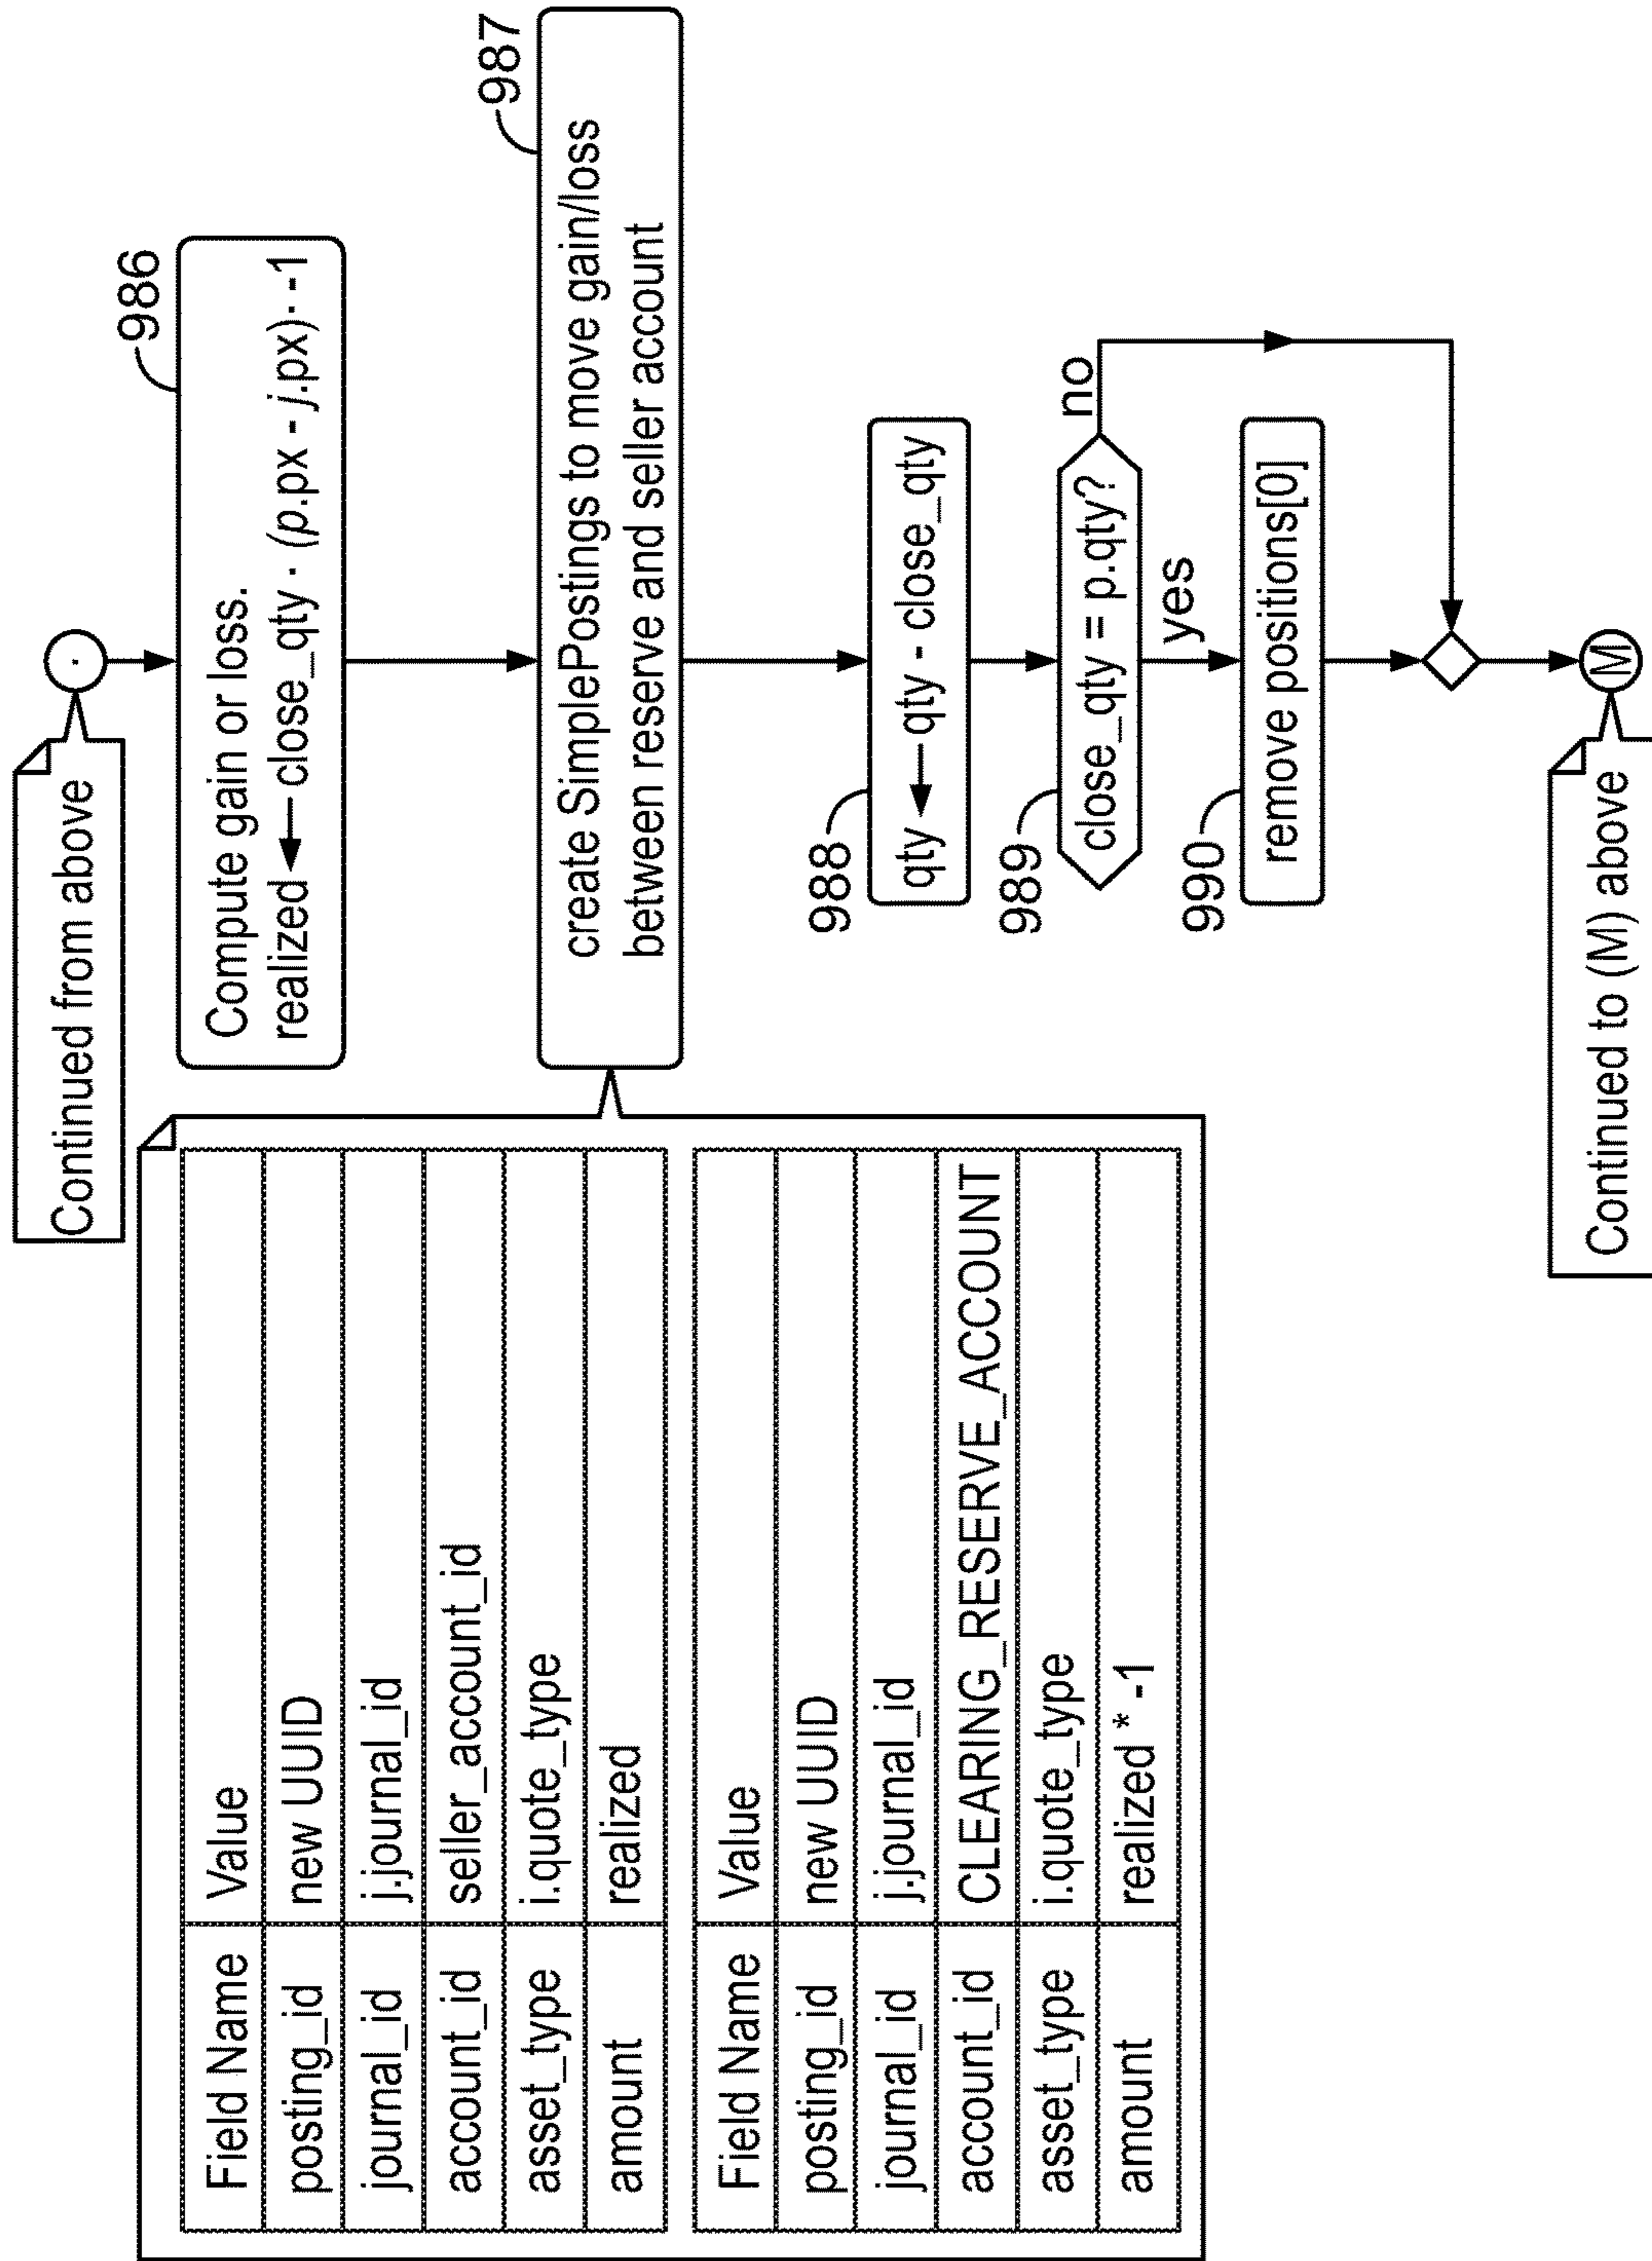 Continued from above
.
986
Compute gain or loss.
realized ← close_qty · (p.px - j.px) · -1
987
create SimplePostings to move gain/loss
between reserve and seller account
Field Name Value
posting_id new UUID
journal_id j.journal_id
account_id seller_account_id
asset_type i.quote_type
amount realized
Field Name Value
posting_id new UUID
journal_id j.journal_id
account_id CLEARING_RESERVE_ACCOUNT
asset_type i.quote_type
amount realized * -1
988
qty ← qty - close_qty
989
close_qty = p.qty?
no
yes
990
remove positions[0]
M
Continued to (M) above